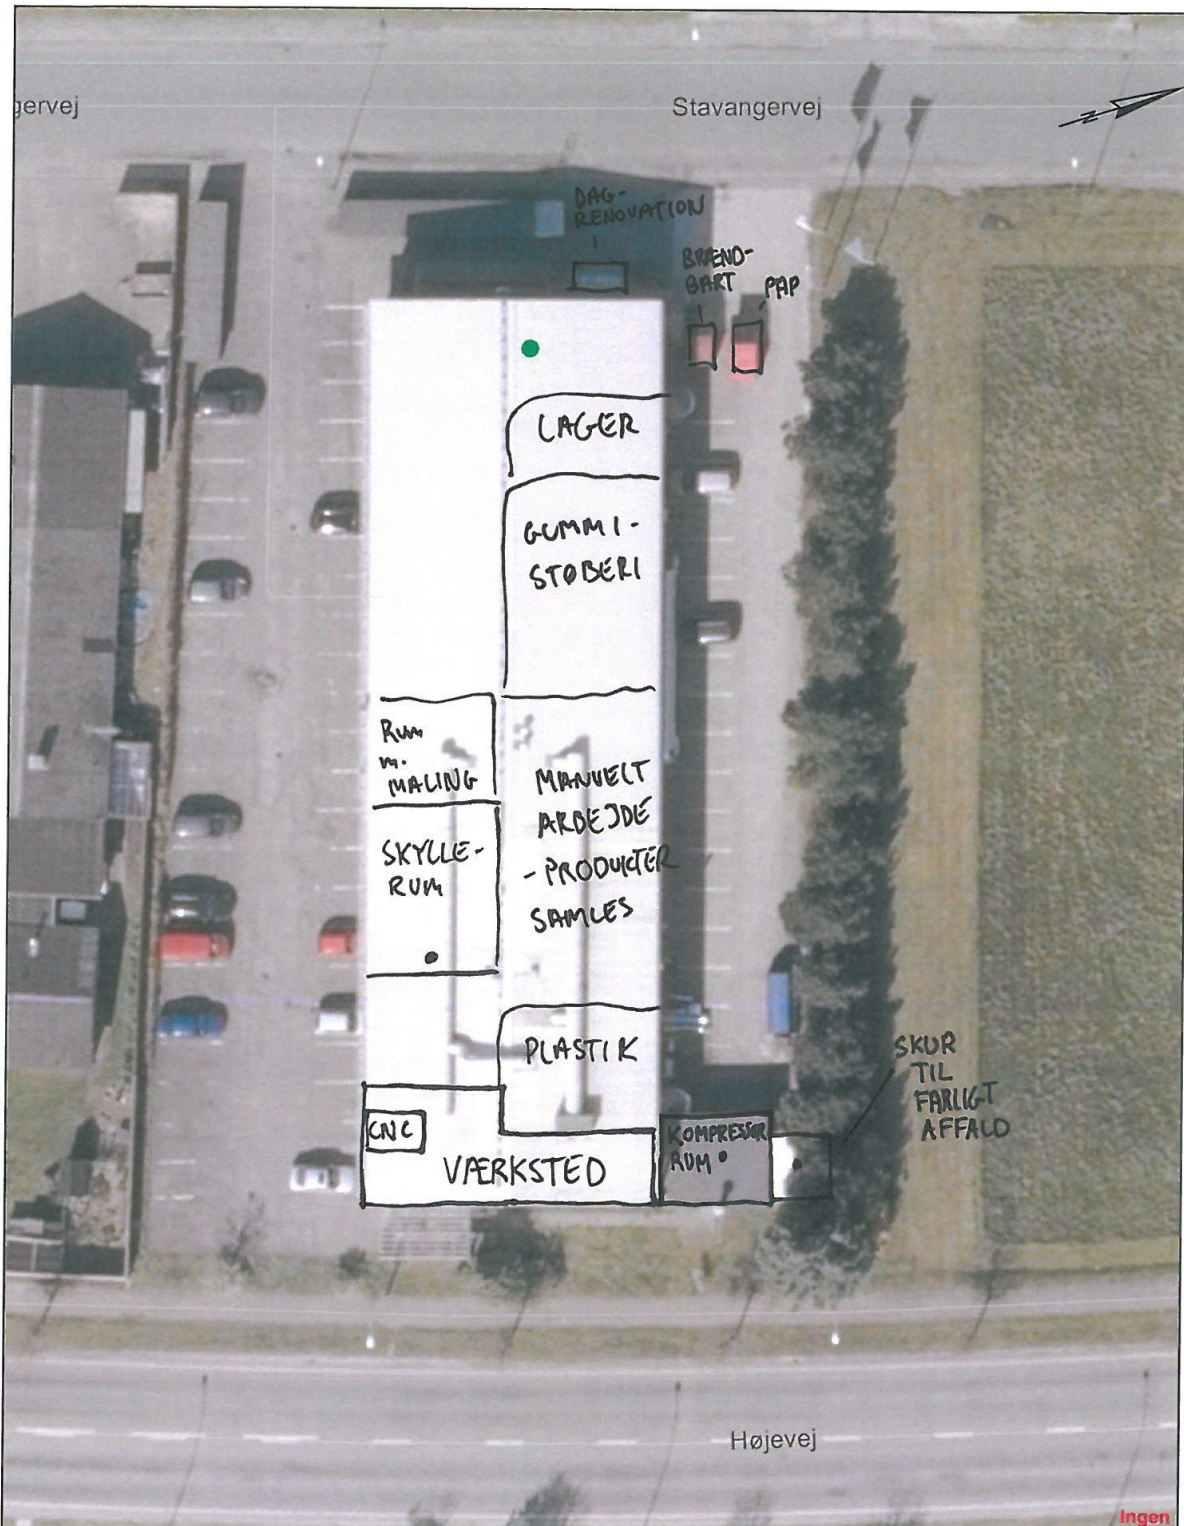 gervej
Stavangervej
DAG-
RENOVATION
BRÆND-
BART
PAP
LAGER
GUMMI-
STØBERI
RUM
M.
MALING
MANUELT
ARBEJDE
- PRODUKTER
SAMLES
SKYLLE-
RUM
PLASTIK
SKUR
TIL
FARLIGT
AFFALD
CNC
VÆRKSTED
KOMPRESSOR
RUM
Højevej
Ingen